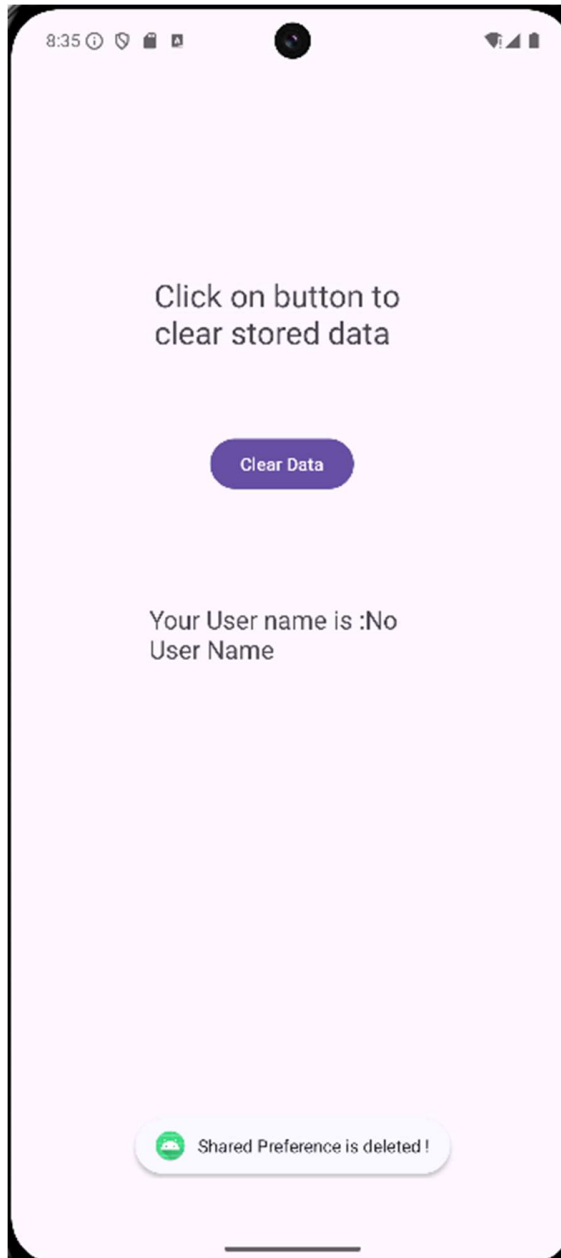 8:35
Click on button to
clear stored data
Clear Data
Your User name is :No
User Name
Shared Preference is deleted !